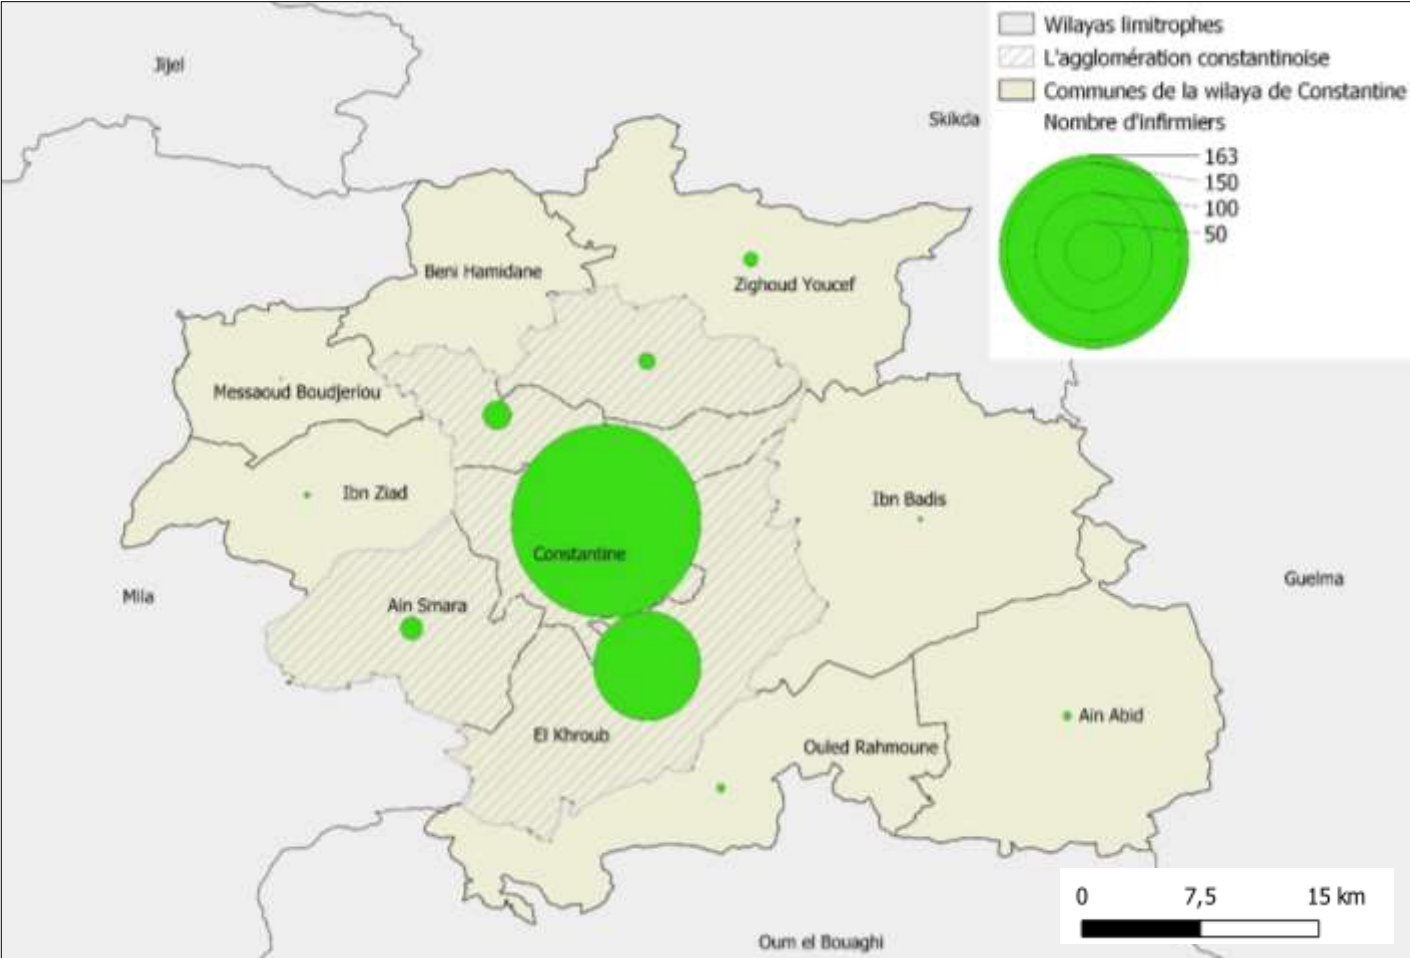 Wilayas limitrophes
L'agglomération constantinoise
Communes de la wilaya de Constantine
Nombre d'infirmiers
163
150
100
50
Jijel
Skikda
Beni Hamidane
Zighoud Youcef
Messaoud Boudjeriou
Ibn Ziad
Ibn Badis
Constantine
Guelma
Mila
Ain Smara
Ain Abid
El Khroub
Ouled Rahmoune
0 7,5 15 km
Oum el Bouaghi